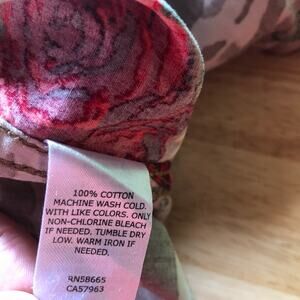 100% COTTON
MACHINE WASH COLD.
WITH LIKE COLORS. ONLY
NON-CHLORINE BLEACH
IF NEEDED. TUMBLE DRY
LOW. WARM IRON IF
NEEDED.
RN58665
CA57963